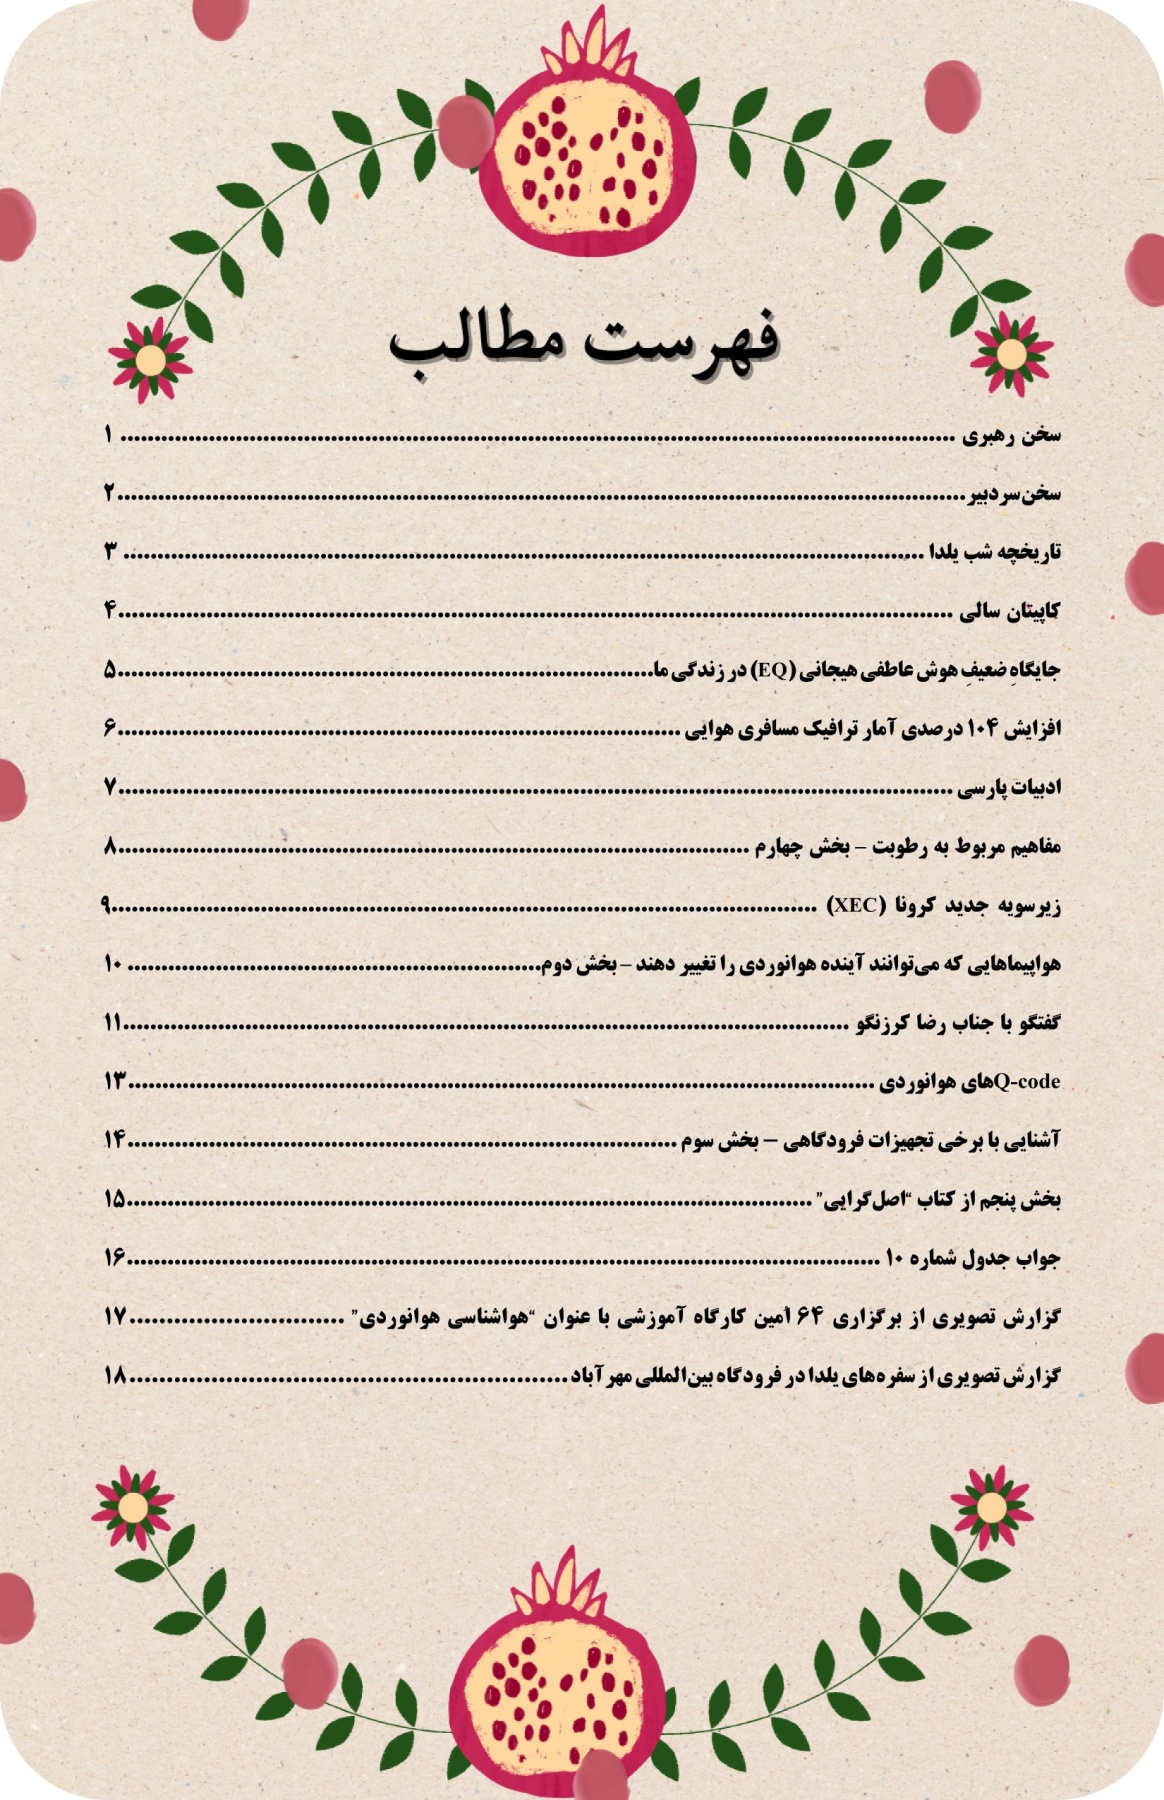 فهرست مطالب
سخن رهبری ........................................ ۱
سخن‌سردبیر........................................۲
تاریخچه شب یلدا ........................................ ۳
کاپیتان سالی ........................................۴
جایگاهِ ضعیفِ هوش عاطفی هیجانی (EQ) در زندگی ما........................................۵
افزایش ۱۰۴ درصدی آمار ترافیک مسافری هوایی ........................................۶
ادبیات پارسی ........................................۷
مفاهیم مربوط به رطوبت – بخش چهارم ........................................۸
زیرسویه جدید کرونا (XEC) ........................................۹
هواپیماهایی که می‌توانند آینده هوانوردی را تغییر دهند – بخش دوم........................................ ۱۰
گفتگو با جناب رضا کرزنگو ........................................۱۱
Q-codeهای هوانوردی ........................................۱۳
آشنایی با برخی تجهیزات فرودگاهی – بخش سوم ........................................۱۴
بخش پنجم از کتاب “اصل‌گرایی” ........................................۱۵
جواب جدول شماره ۱۰ ........................................۱۶
گزارش تصویری از برگزاری ۶۴ اُمین کارگاه آموزشی با عنوان “هواشناسی هوانوردی” ........................................۱۷
گزارش تصویری از سفره‌های یلدا در فرودگاه بین‌المللی مهرآباد........................................۱۸